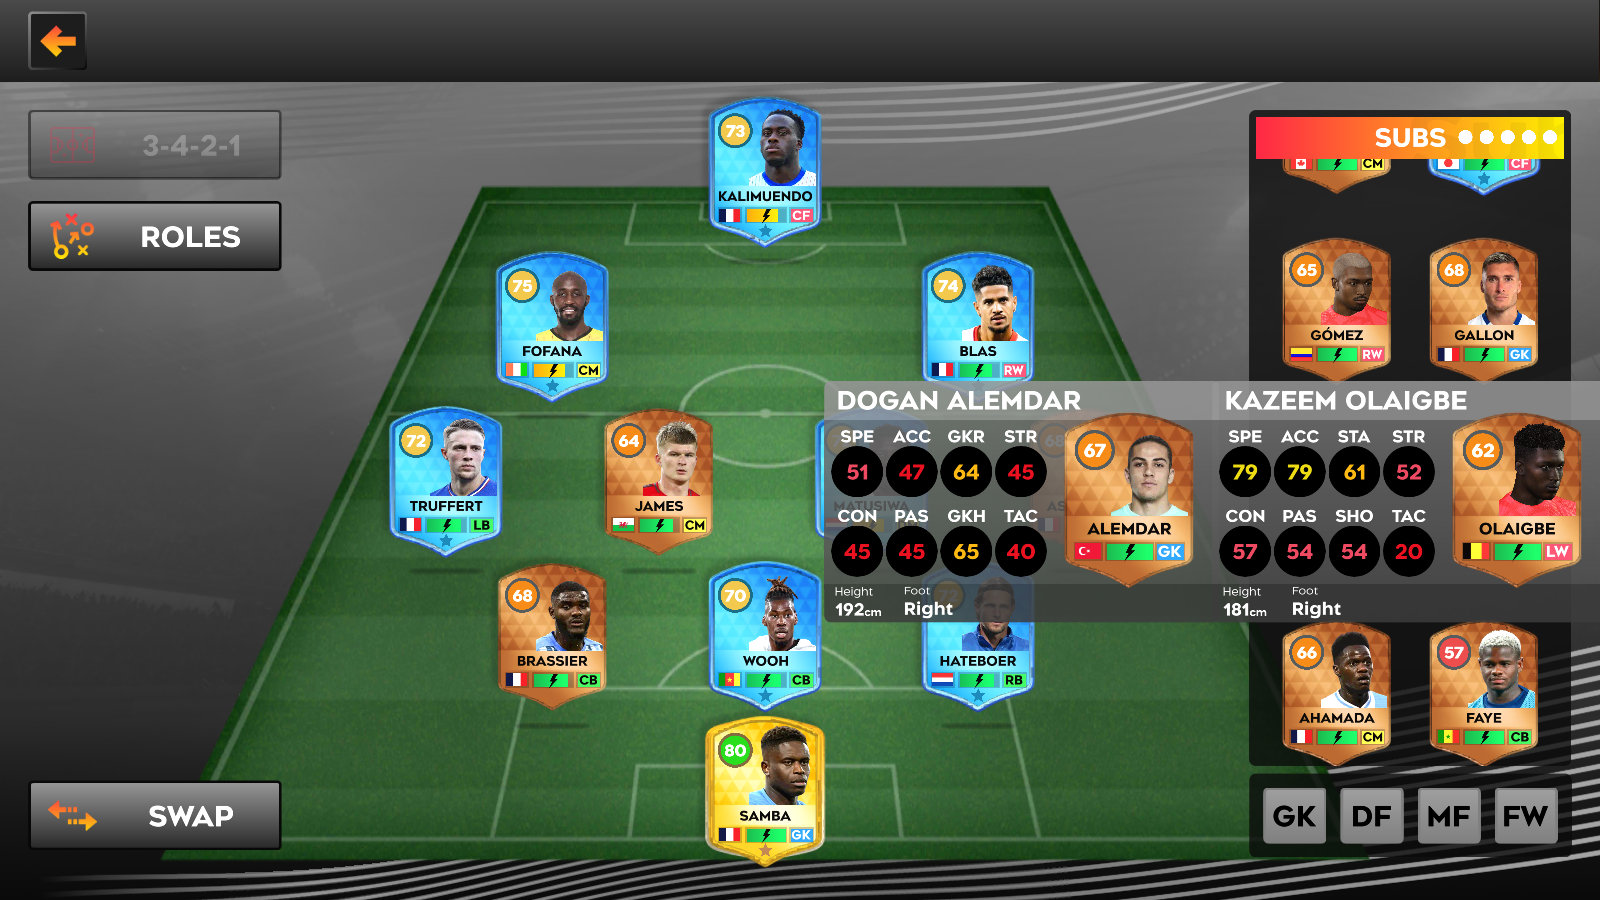 3-4-2-1
ROLES
SWAP
73
KALIMUENDO
CF
75
FOFANA
CM
74
BLAS
RW
72
TRUFFERT
LB
64
JAMES
CM
MATUSIWA
68
AS
68
BRASSIER
CB
70
WOOH
CB
72
HATEBOER
RB
80
SAMBA
GK
DOGAN ALEMDAR
SPE ACC GKR STR
51 47 64 45
CON PAS GKH TAC
45 45 65 40
Height Foot
192cm Right
67
ALEMDAR
GK
KAZEEM OLAIGBE
SPE ACC STA STR
79 79 61 52
CON PAS SHO TAC
57 54 54 20
Height Foot
181cm Right
62
OLAIGBE
LW
SUBS
CM CF
65
GÓMEZ
RW
68
GALLON
GK
66
AHAMADA
CM
57
FAYE
CB
GK DF MF FW